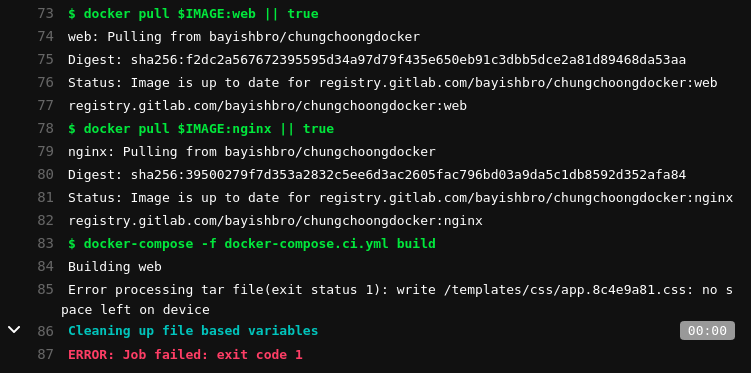 73 $ docker pull $IMAGE:web || true
74 web: Pulling from bayishbro/chungchoongdocker
75 Digest: sha256:f2dc2a567672395595d34a97d79f435e650eb91c3dbb5dce2a81d89468da53aa
76 Status: Image is up to date for registry.gitlab.com/bayishbro/chungchoongdocker:web
77 registry.gitlab.com/bayishbro/chungchoongdocker:web
78 $ docker pull $IMAGE:nginx || true
79 nginx: Pulling from bayishbro/chungchoongdocker
80 Digest: sha256:39500279f7d353a2832c5ee6d3ac2605fac796bd03a9da5c1db8592d352afa84
81 Status: Image is up to date for registry.gitlab.com/bayishbro/chungchoongdocker:nginx
82 registry.gitlab.com/bayishbro/chungchoongdocker:nginx
83 $ docker-compose -f docker-compose.ci.yml build
84 Building web
85 Error processing tar file(exit status 1): write /templates/css/app.8c4e9a81.css: no s
pace left on device
86 Cleaning up file based variables 00:00
87 ERROR: Job failed: exit code 1